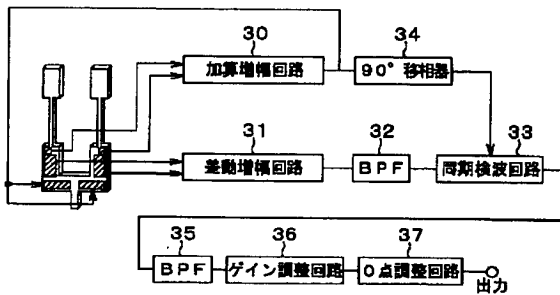 30
加算増幅回路
34
90°移相器
31
差動増幅回路
32
BPF
33
同期検波回路
35
BPF
36
ゲイン調整回路
37
0点調整回路
出力